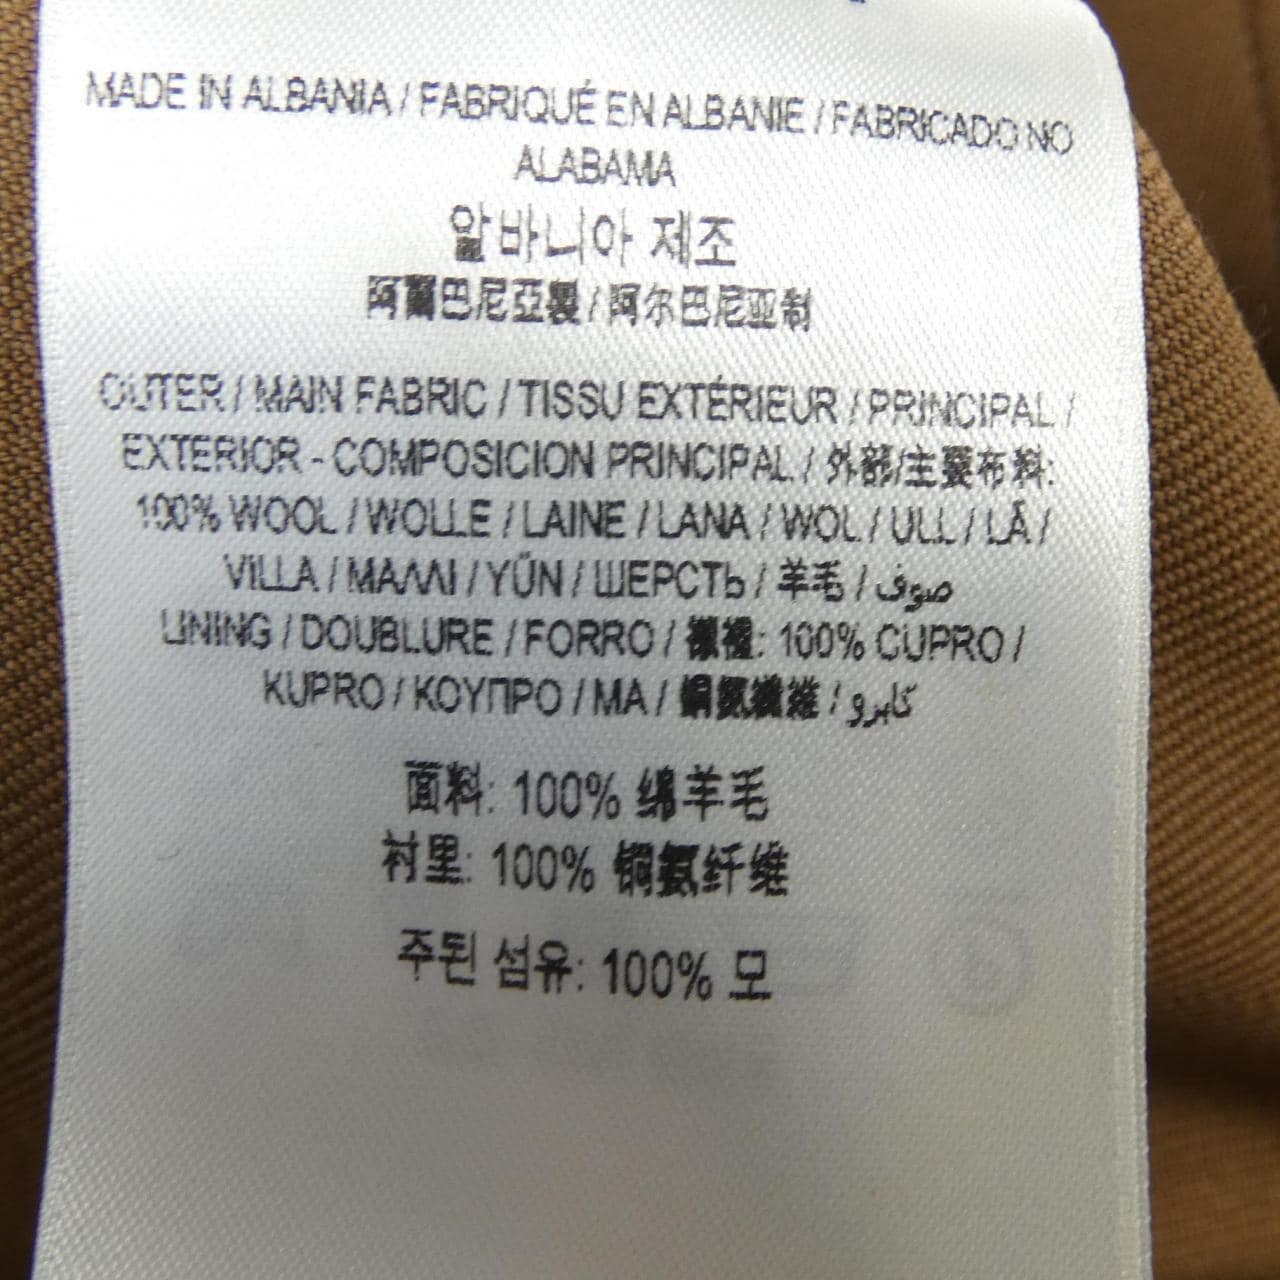 MADE IN ALBANIA / FABRIQUÉ EN ALBANIE / FABRICADO NO
ALABAMA
알바니아 제조
阿爾巴尼亞製 / 阿尔巴尼亚制
OUTER / MAIN FABRIC / TISSU EXTÉRIEUR / PRINCIPAL /
EXTERIOR - COMPOSICION PRINCIPAL / 外部/主要布料:
100% WOOL / WOLLE / LAINE / LANA / WOL / ULL / LÃ /
VILLA / ΜΑΛΛΙ / YŰN / ШЕРСТЬ / 羊毛 / صوف
LINING / DOUBLURE / FORRO / 襯裡: 100% CUPRO /
KUPRO / ΚΟΥΠΡΟ / MA / 銅氨纖維 / كابرو
面料: 100% 绵羊毛
衬里: 100% 铜氨纤维
주된 섬유: 100% 모